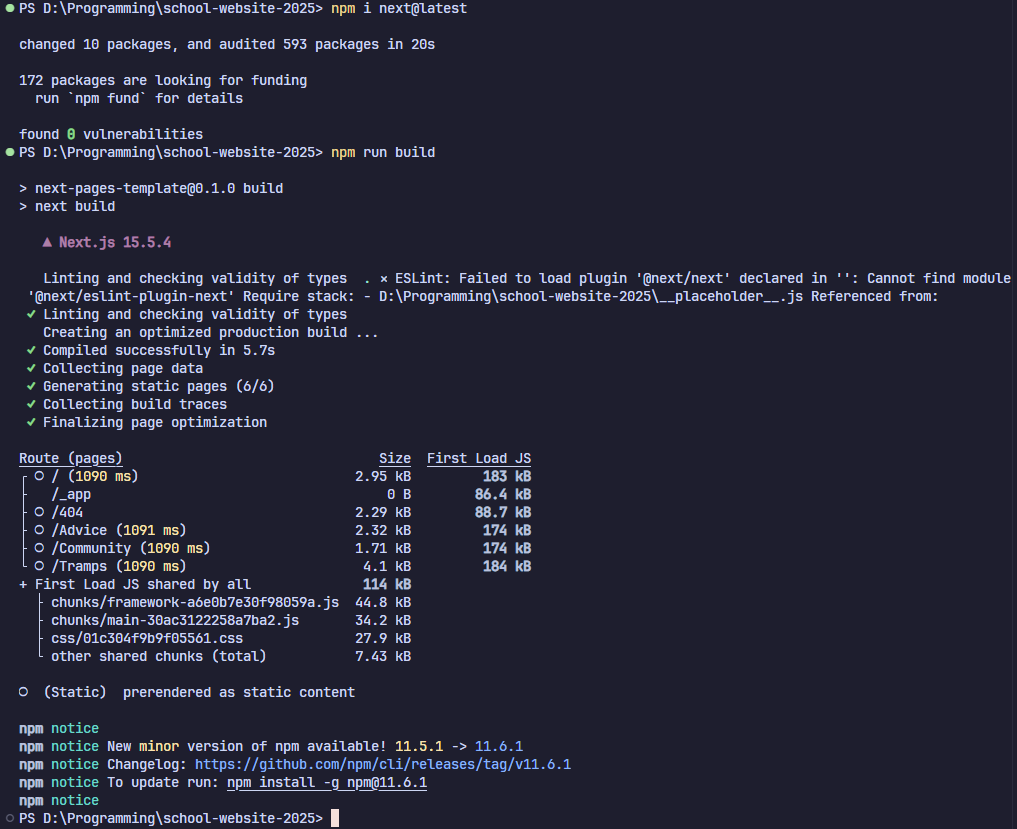 PS D:\Programming\school-website-2025> npm i next@latest
changed 10 packages, and audited 593 packages in 20s
172 packages are looking for funding
run `npm fund` for details
found 0 vulnerabilities
PS D:\Programming\school-website-2025> npm run build
> next-pages-template@0.1.0 build
> next build
▲ Next.js 15.5.4
Linting and checking validity of types . ⨯ ESLint: Failed to load plugin '@next/next' declared in '': Cannot find module
'@next/eslint-plugin-next' Require stack: - D:\Programming\school-website-2025\__placeholder__.js Referenced from:
✓ Linting and checking validity of types
Creating an optimized production build ...
✓ Compiled successfully in 5.7s
✓ Collecting page data
✓ Generating static pages (6/6)
✓ Collecting build traces
✓ Finalizing page optimization
Route (pages) Size First Load JS
┌ ○ / (1090 ms) 2.95 kB 183 kB
├ /_app 0 B 86.4 kB
├ ○ /404 2.29 kB 88.7 kB
├ ○ /Advice (1091 ms) 2.32 kB 174 kB
├ ○ /Community (1090 ms) 1.71 kB 174 kB
└ ○ /Tramps (1090 ms) 4.1 kB 184 kB
+ First Load JS shared by all 114 kB
├ chunks/framework-a6e0b7e30f98059a.js 44.8 kB
├ chunks/main-30ac3122258a7ba2.js 34.2 kB
├ css/01c304f9b9f05561.css 27.9 kB
└ other shared chunks (total) 7.43 kB
○ (Static) prerendered as static content
npm notice
npm notice New minor version of npm available! 11.5.1 -> 11.6.1
npm notice Changelog: https://github.com/npm/cli/releases/tag/v11.6.1
npm notice To update run: npm install -g npm@11.6.1
npm notice
PS D:\Programming\school-website-2025>